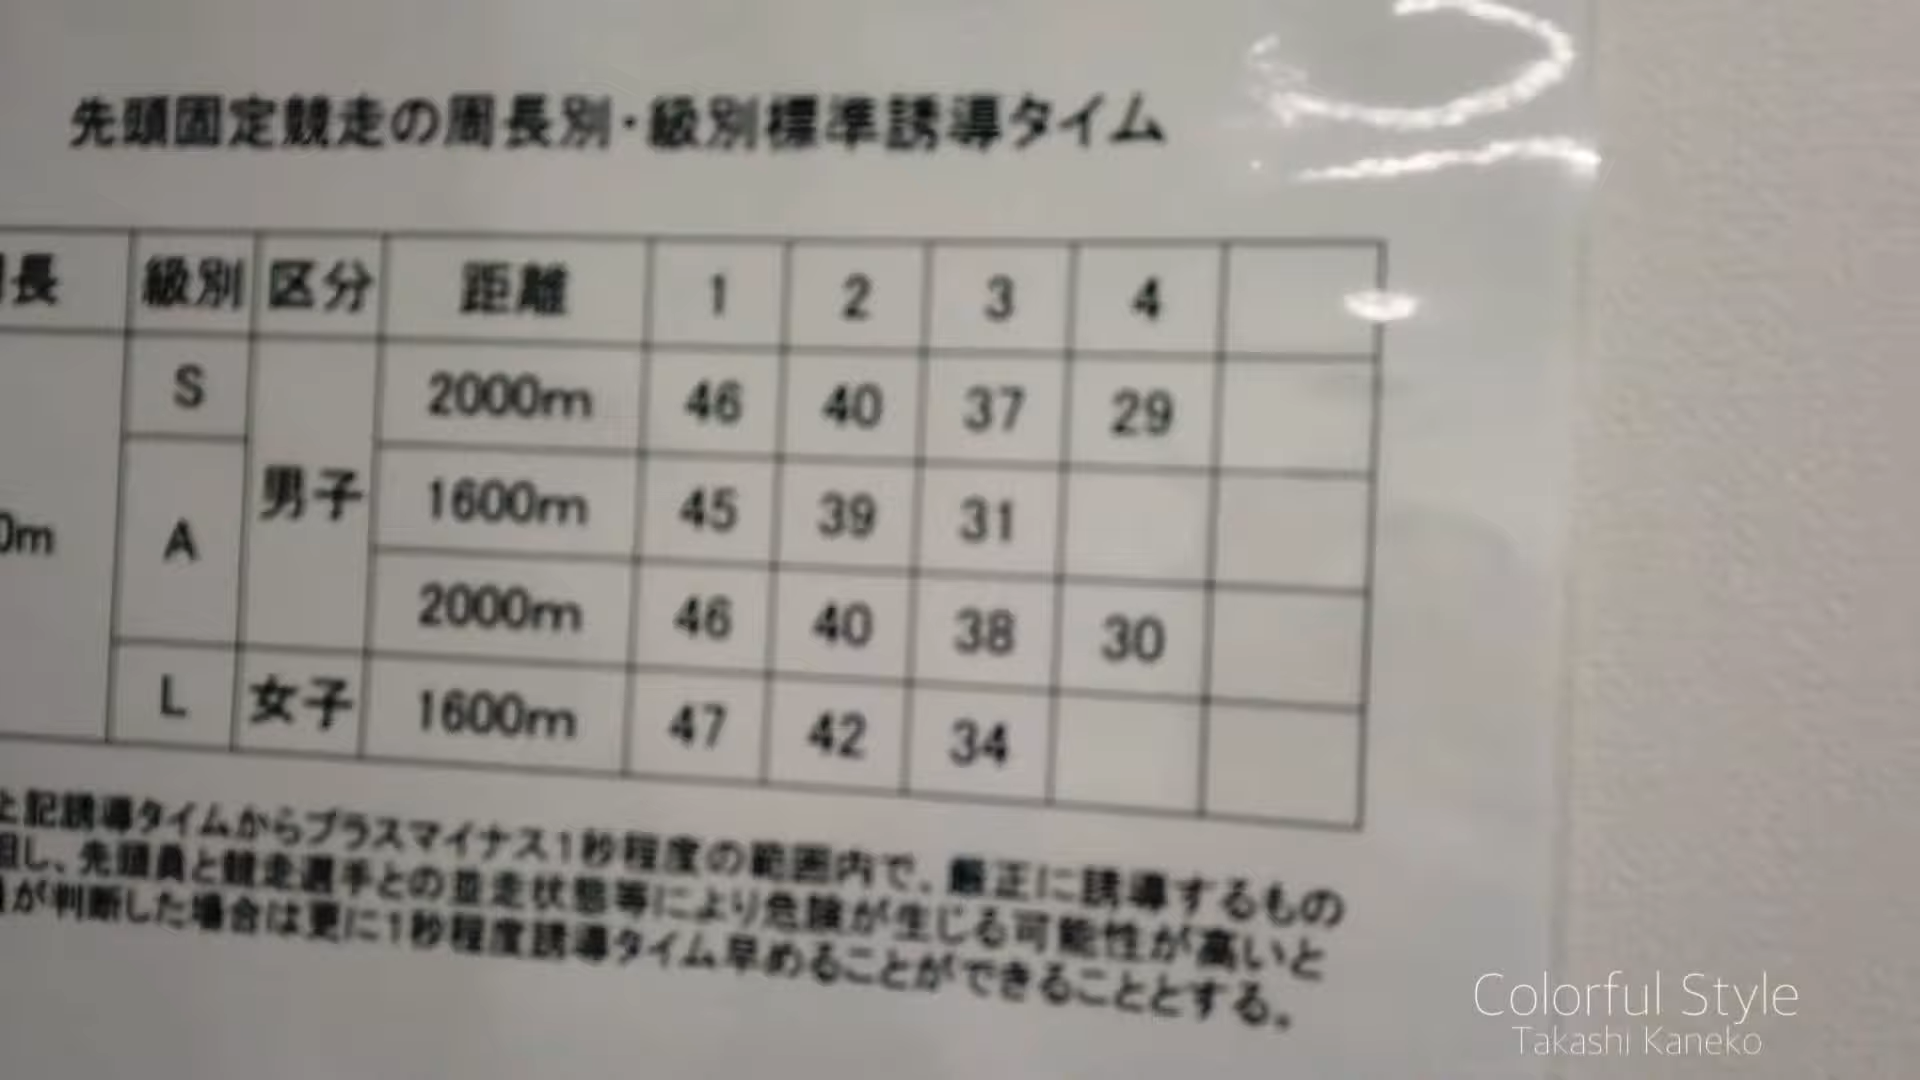 先頭固定競走の周長別・級別標準誘導タイム
長 級別 区分 距離 1 2 3 4
S 男子 2000m 46 40 37 29
0m A 1600m 45 39 31
2000m 46 40 38 30
L 女子 1600m 47 42 34
上記誘導タイムからプラスマイナス1秒程度の範囲内で、厳正に誘導するもの
し、先頭員と競走選手との並走状態等により危険が生じる可能性が高いと
が判断した場合は更に1秒程度誘導タイム早めることができることとする。
Colorful Style
Takashi Kaneko